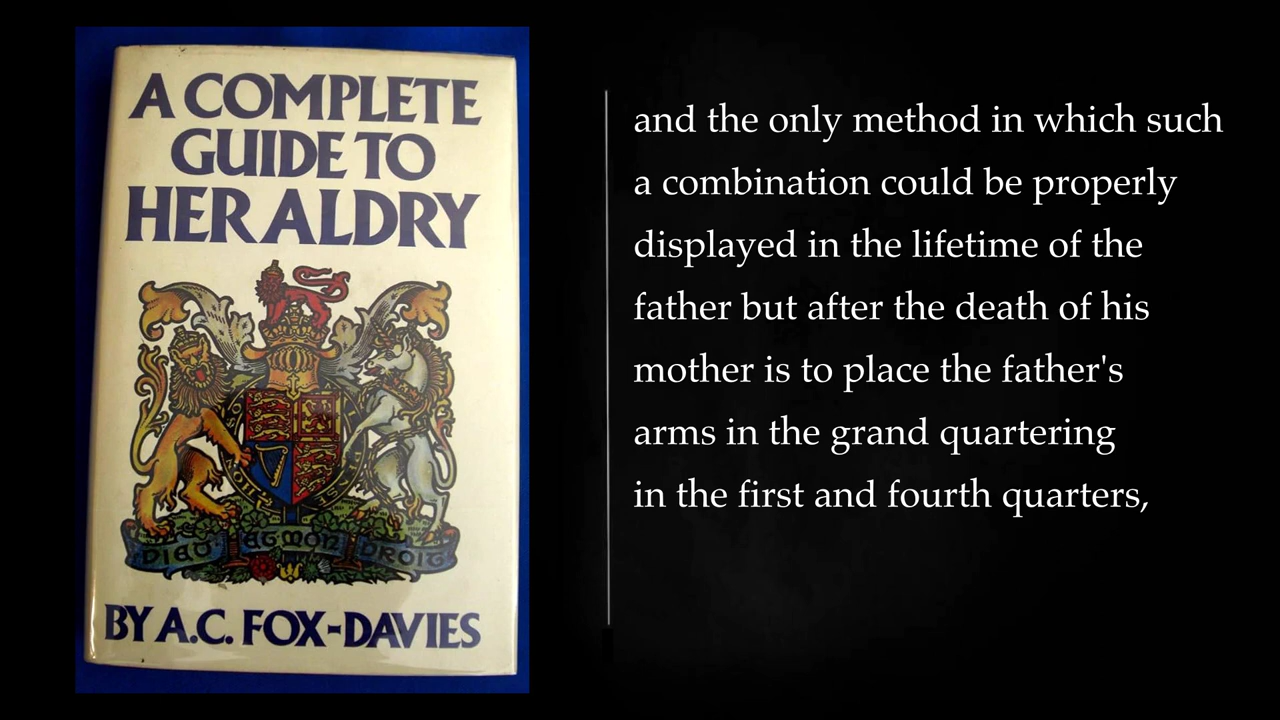 A COMPLETE
GUIDE TO
HERALDRY
DIEU ET MON DROIT
BY A.C. FOX-DAVIES
and the only method in which such
a combination could be properly
displayed in the lifetime of the
father but after the death of his
mother is to place the father's
arms in the grand quartering
in the first and fourth quarters,